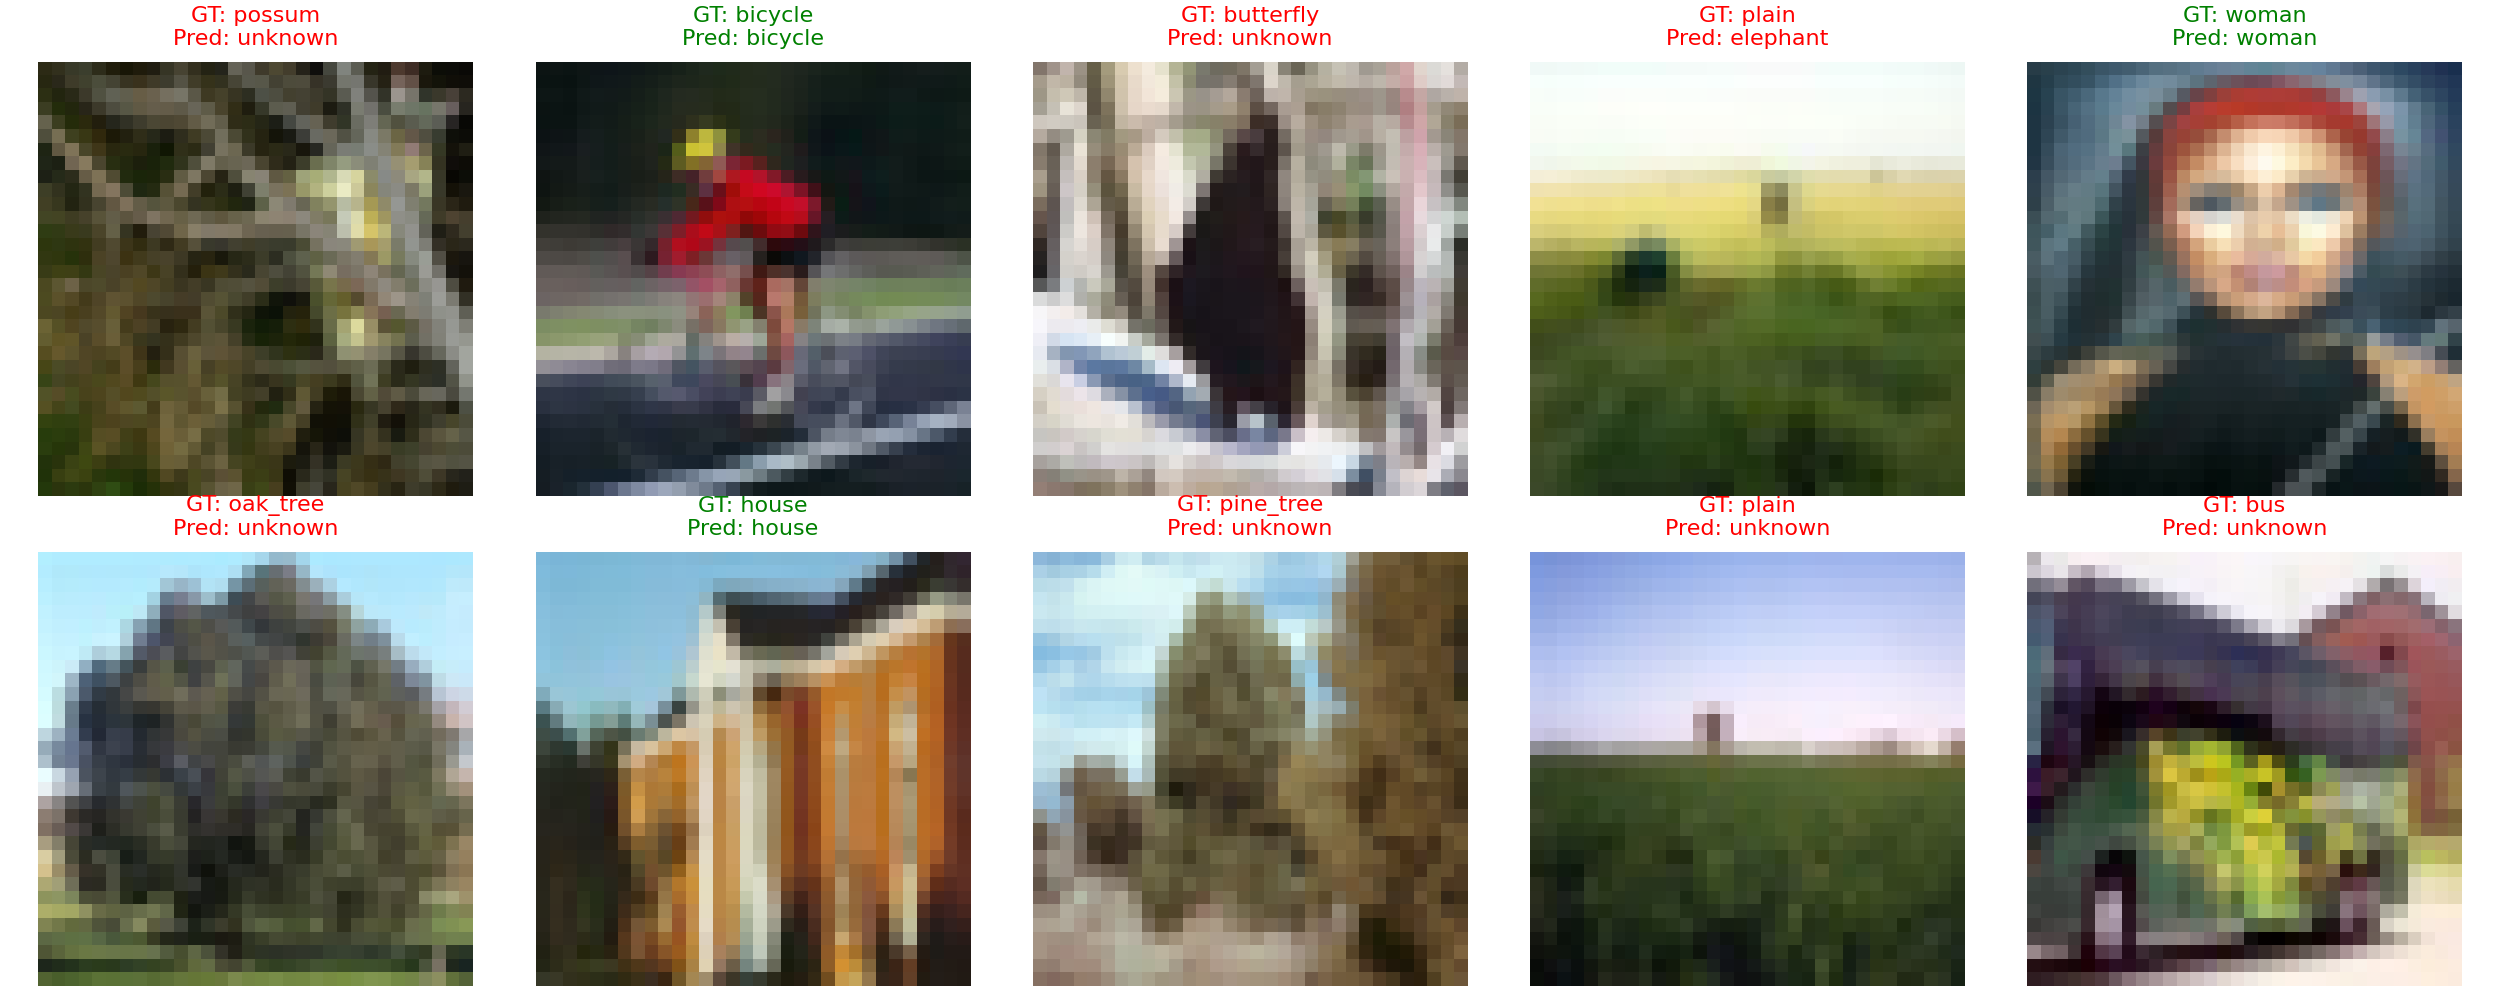 GT: possum
Pred: unknown
GT: bicycle
Pred: bicycle
GT: butterfly
Pred: unknown
GT: plain
Pred: elephant
GT: woman
Pred: woman
GT: oak_tree
Pred: unknown
GT: house
Pred: house
GT: pine_tree
Pred: unknown
GT: plain
Pred: unknown
GT: bus
Pred: unknown